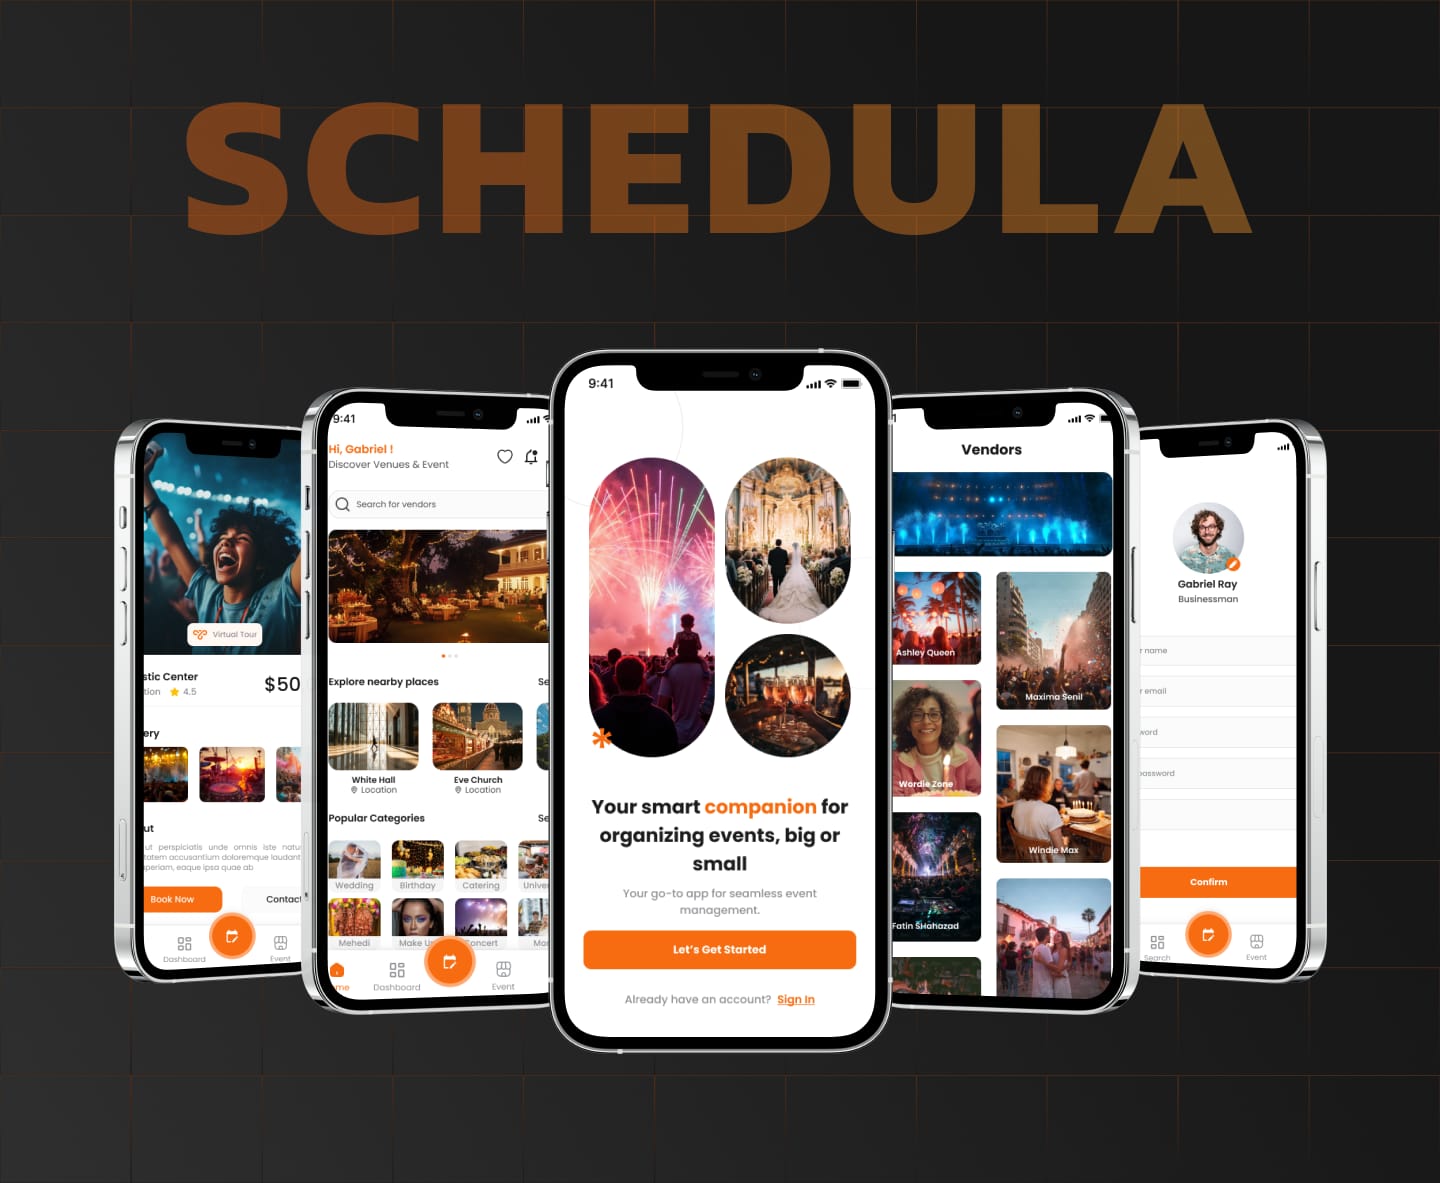 SCHEDULA
Virtual Tour
stic Center
tion 4.5
$50
ery
ut
ut perspiciatis unde omnis iste natu
tatem accusantium doloremque laudant
periam, eaque ipsa quae ab
Book Now
Contact
Dashboard
Event
9:41
Hi, Gabriel !
Discover Venues & Event
Search for vendors
Explore nearby places
Se
White Hall
Location
Eve Church
Location
Popular Categories
Se
Wedding
Birthday
Catering
Univer
Mehedi
Make U
Concert
Mar
me
Dashboard
Event
9:41
Your smart companion for
organizing events, big or
small
Your go-to app for seamless event
management.
Let's Get Started
Already have an account? Sign In
Vendors
Ashley Queen
Maxima Senil
Wordie Zone
Windie Max
Fatin SHahazad
Gabriel Ray
Businessman
r name
r email
word
password
Confirm
Search
Event